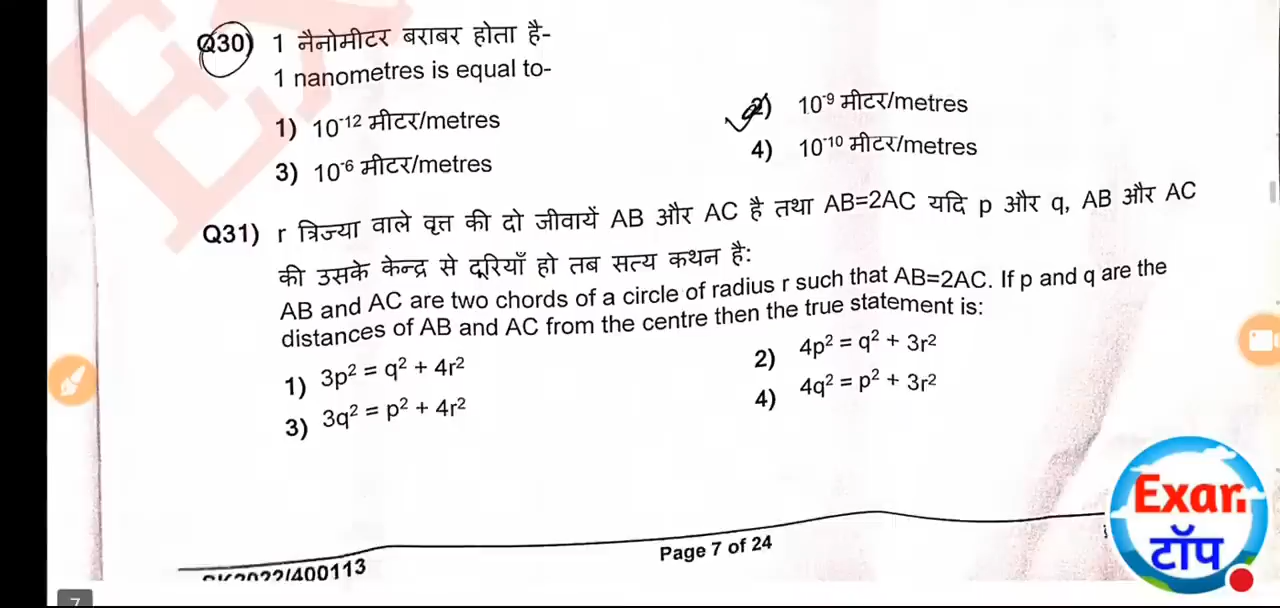 Q30) 1 नैनोमीटर बराबर होता है-
1 nanometres is equal to-
1) 10⁻¹² मीटर/metres
2) 10⁻⁹ मीटर/metres
3) 10⁻⁶ मीटर/metres
4) 10⁻¹⁰ मीटर/metres
Q31) r त्रिज्या वाले वृत्त की दो जीवायें AB और AC है तथा AB=2AC यदि p और q, AB और AC
की उसके केन्द्र से दूरियाँ हो तब सत्य कथन है:
AB and AC are two chords of a circle of radius r such that AB=2AC. If p and q are the
distances of AB and AC from the centre then the true statement is:
1) 3p² = q² + 4r²
2) 4p² = q² + 3r²
3) 3q² = p² + 4r²
4) 4q² = p² + 3r²
Page 7 of 24
Exam
टॉप
7